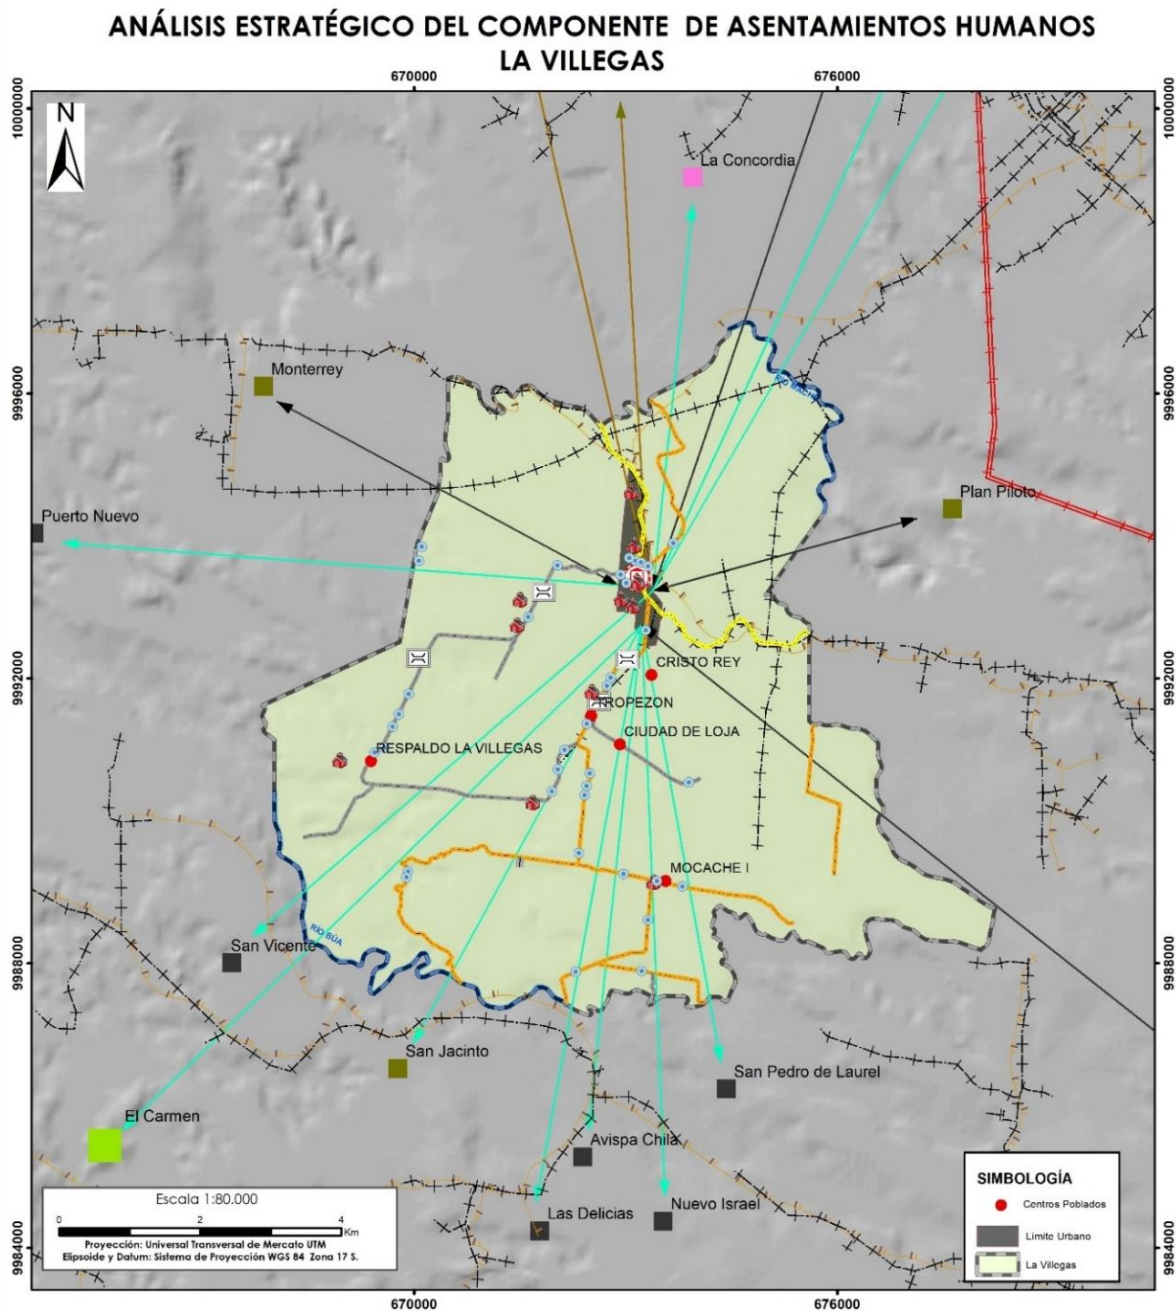 ANÁLISIS ESTRATÉGICO DEL COMPONENTE DE ASENTAMIENTOS HUMANOS
LA VILLEGAS
670000
676000
10000000
10000000
N
La Concordia
Monterrey
9996000
9996000
RÍO
Plan Piloto
Puerto Nuevo
9992000
9992000
CRISTO REY
TROPEZON
CIUDAD DE LOJA
RESPALDO LA VILLEGAS
MOCACHE I
RÍO BÚA
San Vicente
9988000
9988000
San Jacinto
San Pedro de Laurel
El Carmen
Avispa Chila
Nuevo Israel
Las Delicias
SIMBOLOGÍA
Centros Poblados
Limite Urbano
La Villegas
Escala 1:80.000
0 2 4
Km
Proyección: Universal Transversal de Mercato UTM
Elipsoide y Datum: Sistema de Proyección WGS 84 Zona 17 S.
9984000
9984000
670000
676000